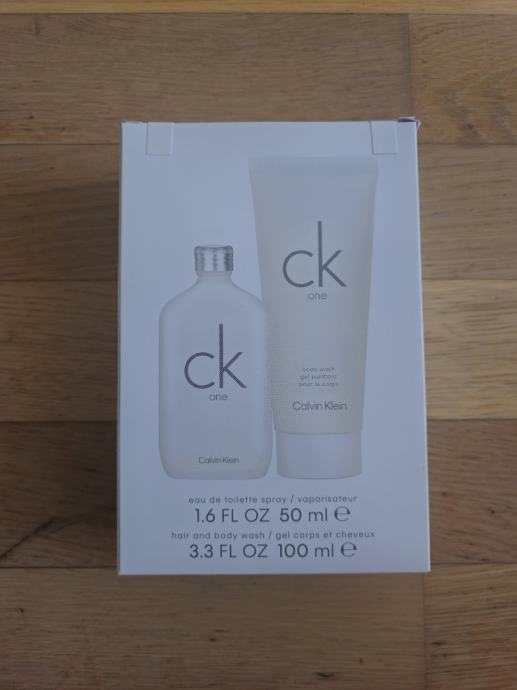 ck
one
body wash
gel purifiant
pour le corps
Calvin Klein
ck
one
Calvin Klein
eau de toilette spray / vaporisateur
1.6 FL OZ 50 ml ℮
hair and body wash / gel corps et cheveux
3.3 FL OZ 100 ml ℮